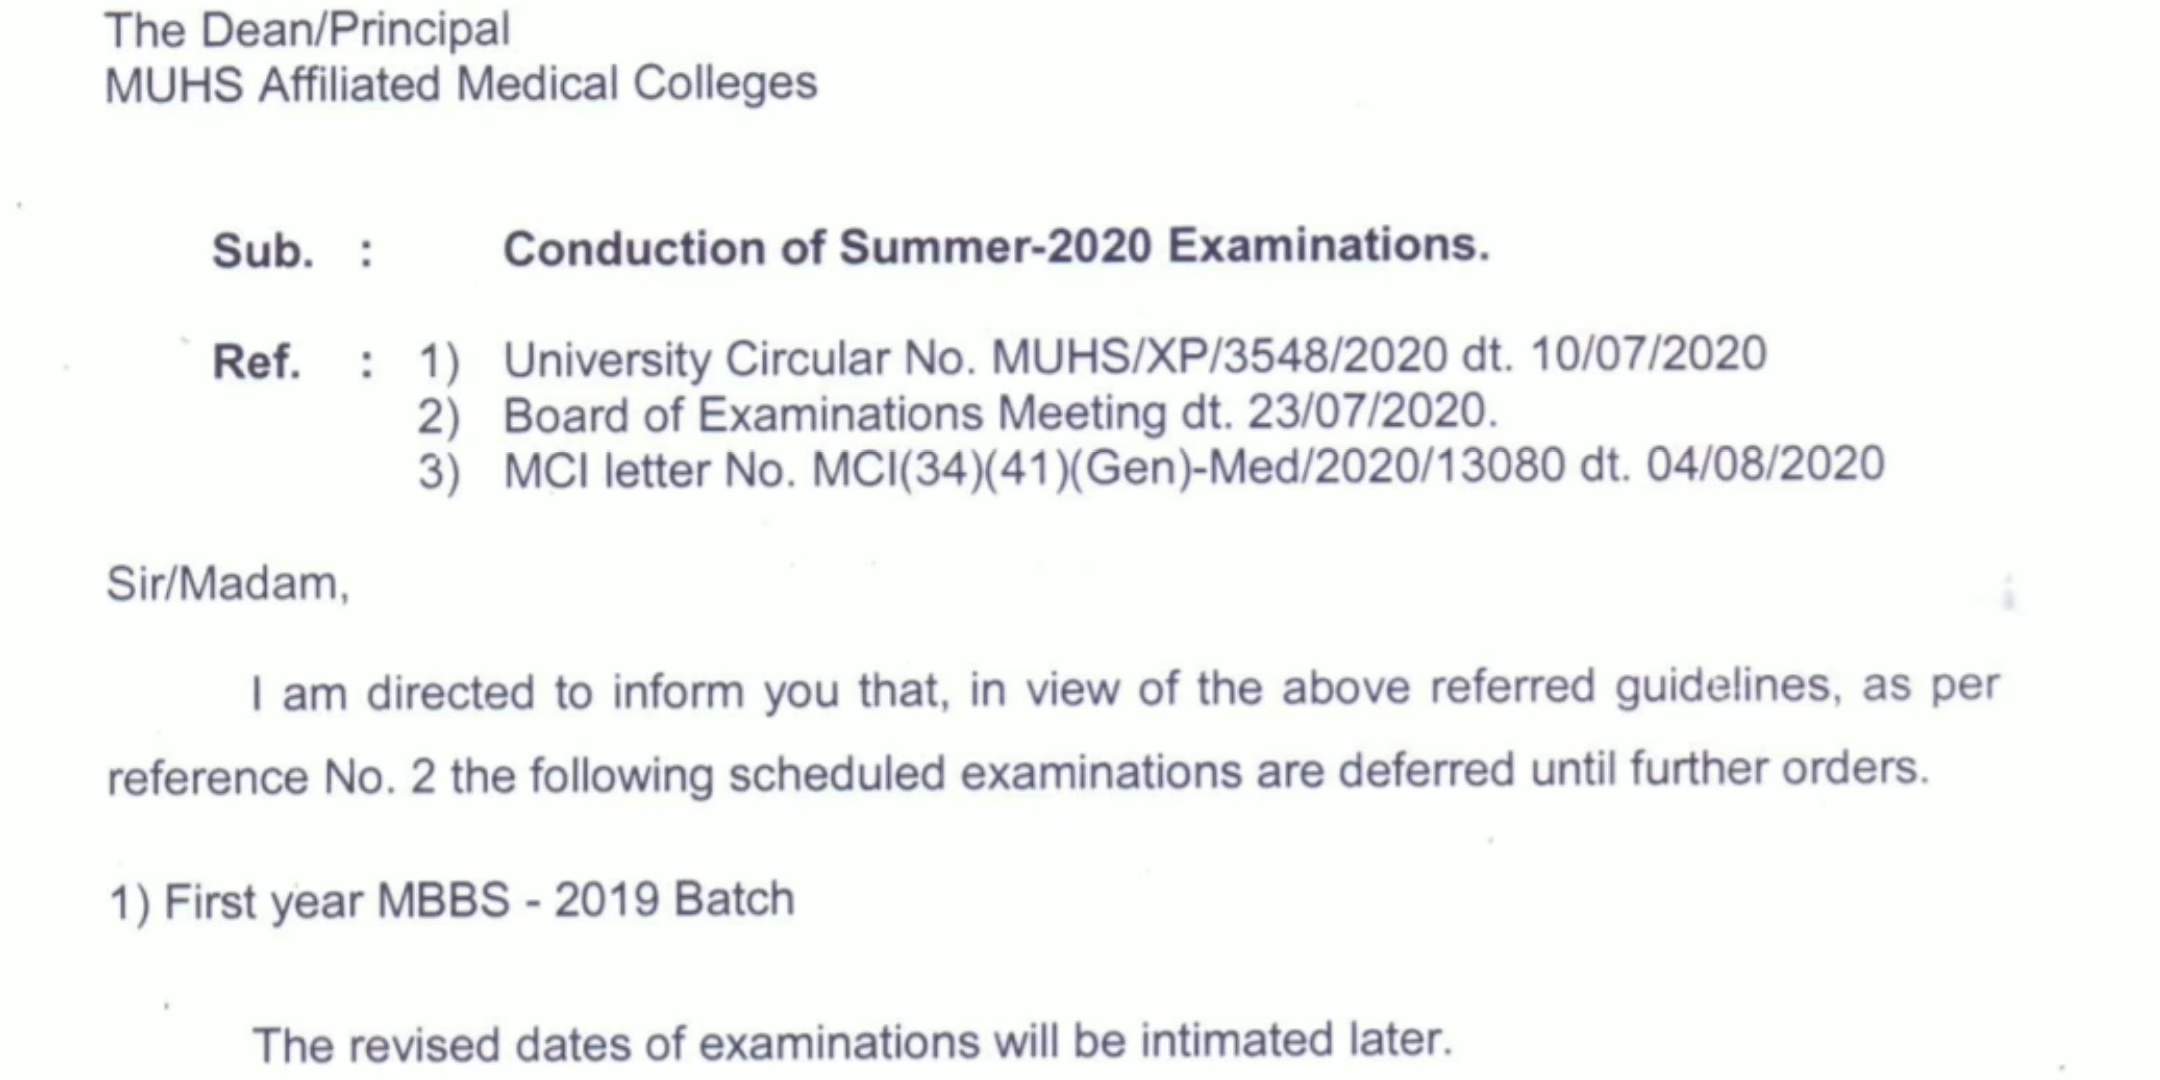 The Dean/Principal
MUHS Affiliated Medical Colleges
Sub. : Conduction of Summer-2020 Examinations.
Ref. : 1) University Circular No. MUHS/XP/3548/2020 dt. 10/07/2020
2) Board of Examinations Meeting dt. 23/07/2020.
3) MCI letter No. MCI(34)(41)(Gen)-Med/2020/13080 dt. 04/08/2020
Sir/Madam,
I am directed to inform you that, in view of the above referred guidelines, as per
reference No. 2 the following scheduled examinations are deferred until further orders.
1) First year MBBS - 2019 Batch
The revised dates of examinations will be intimated later.